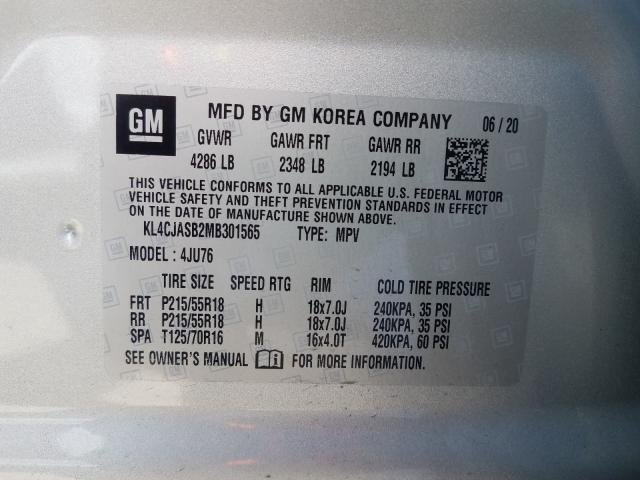 GM MFD BY GM KOREA COMPANY 06/20
GVWR GAWR FRT GAWR RR
4286 LB 2348 LB 2194 LB
THIS VEHICLE CONFORMS TO ALL APPLICABLE U.S. FEDERAL MOTOR
VEHICLE SAFETY AND THEFT PREVENTION STANDARDS IN EFFECT
ON THE DATE OF MANUFACTURE SHOWN ABOVE.
KL4CJASB2MB301565 TYPE: MPV
MODEL: 4JU76
TIRE SIZE SPEED RTG RIM COLD TIRE PRESSURE
FRT P215/55R18 H 18x7.0J 240KPA, 35 PSI
RR P215/55R18 H 18x7.0J 240KPA, 35 PSI
SPA T125/70R16 M 16x4.0T 420KPA, 60 PSI
SEE OWNER'S MANUAL FOR MORE INFORMATION.